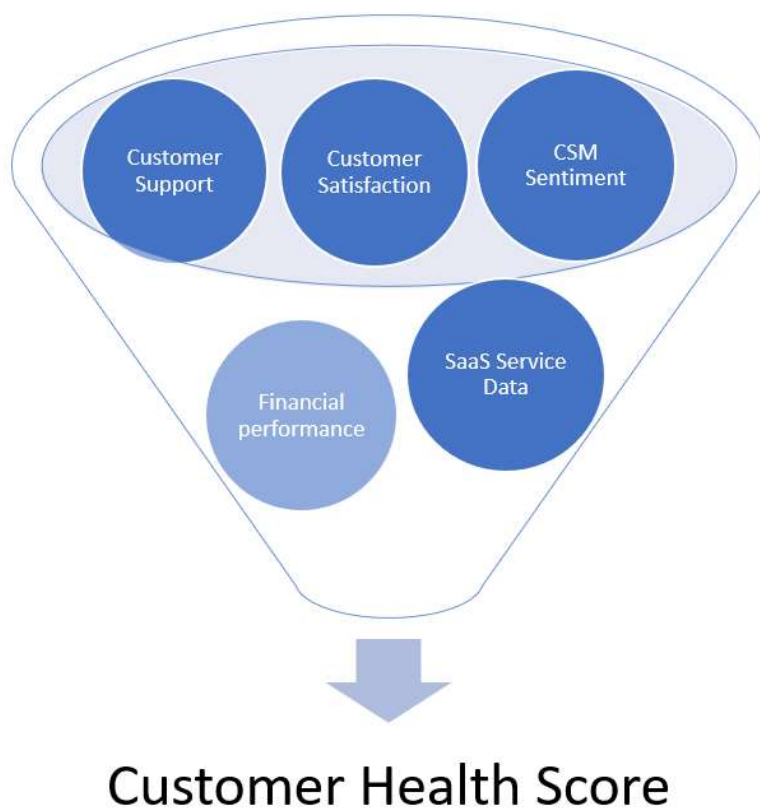 Customer
Support
Customer
Satisfaction
CSM
Sentiment
SaaS Service
Data
Financial
performance
Customer Health Score